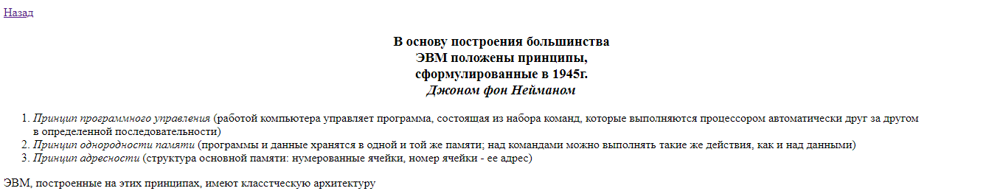 Назад
В основу построения большинства
ЭВМ положены принципы,
сформулированные в 1945г.
Джоном фон Нейманом
1. Принцип программного управления (работой компьютера управляет программа, состоящая из набора команд, которые выполняются процессором автоматически друг за другом
в определенной последовательности)
2. Принцип однородности памяти (программы и данные хранятся в одной и той же памяти; над командами можно выполнять такие же действия, как и над данными)
3. Принцип адресности (структура основной памяти: нумерованные ячейки, номер ячейки - ее адрес)
ЭВМ, построенные на этих принципах, имеют класстческую архитектуру